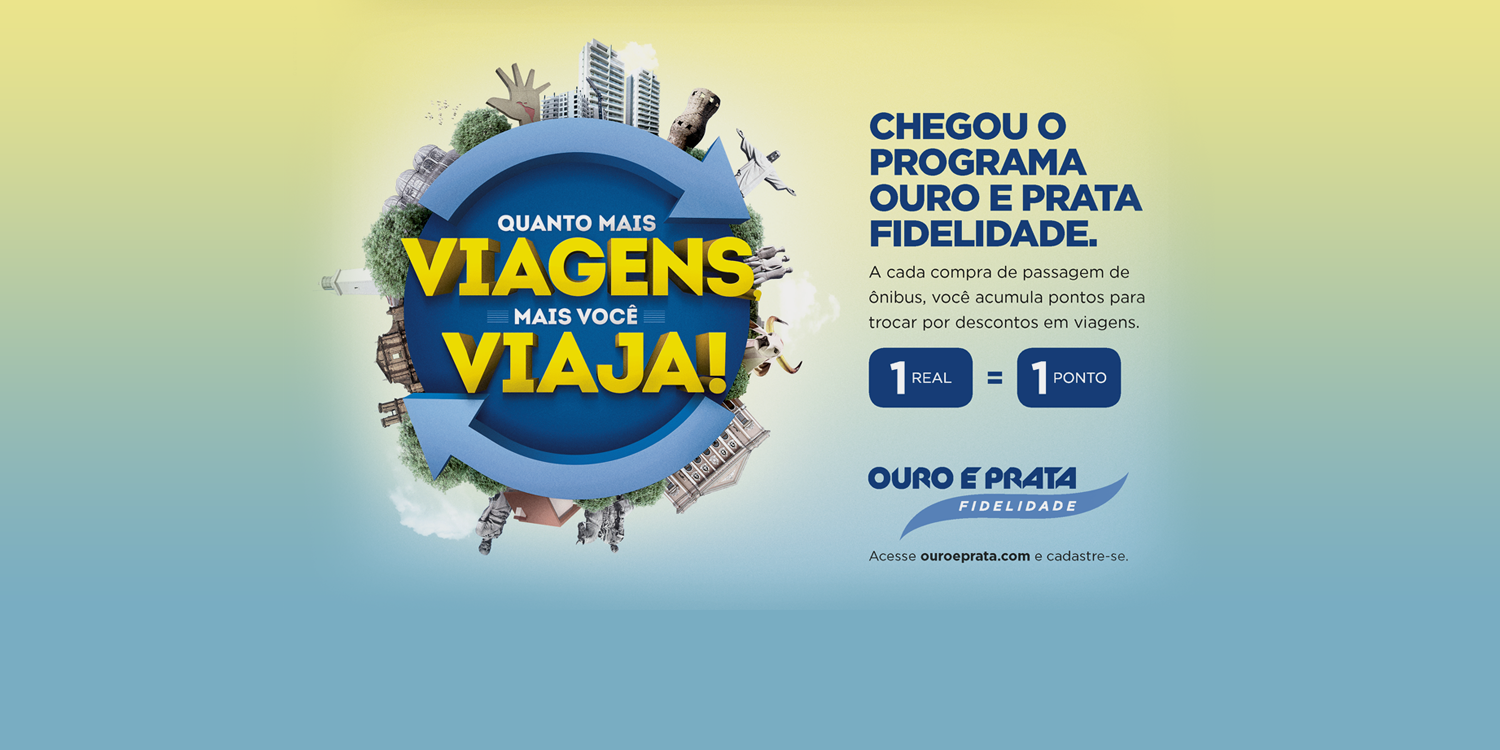 QUANTO MAIS
VIAGENS,
MAIS VOCÊ
VIAJA!
CHEGOU O
PROGRAMA
OURO E PRATA
FIDELIDADE.
A cada compra de passagem de
ônibus, você acumula pontos para
trocar por descontos em viagens.
1 REAL = 1 PONTO
OURO E PRATA
FIDELIDADE
Acesse ouroeprata.com e cadastre-se.